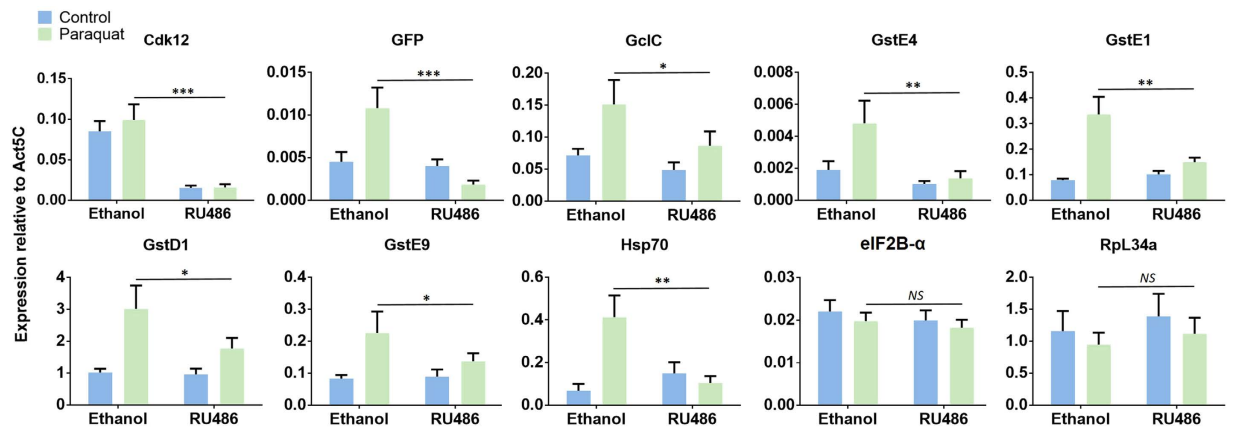 Control
Paraquat
Expression relative to Act5C
Cdk12
0.15
0.10
0.05
0.00
***
Ethanol
RU486
GFP
0.015
0.010
0.005
0.000
***
Ethanol
RU486
GclC
0.20
0.15
0.10
0.05
0.00
*
Ethanol
RU486
GstE4
0.008
0.006
0.004
0.002
0.000
**
Ethanol
RU486
GstE1
0.5
0.4
0.3
0.2
0.1
0.0
**
Ethanol
RU486
GstD1
4
3
2
1
0
*
Ethanol
RU486
GstE9
0.4
0.3
0.2
0.1
0.0
*
Ethanol
RU486
Hsp70
0.6
0.4
0.2
0.0
**
Ethanol
RU486
eIF2B-α
0.03
0.02
0.01
0.00
NS
Ethanol
RU486
RpL34a
2.0
1.5
1.0
0.5
0.0
NS
Ethanol
RU486